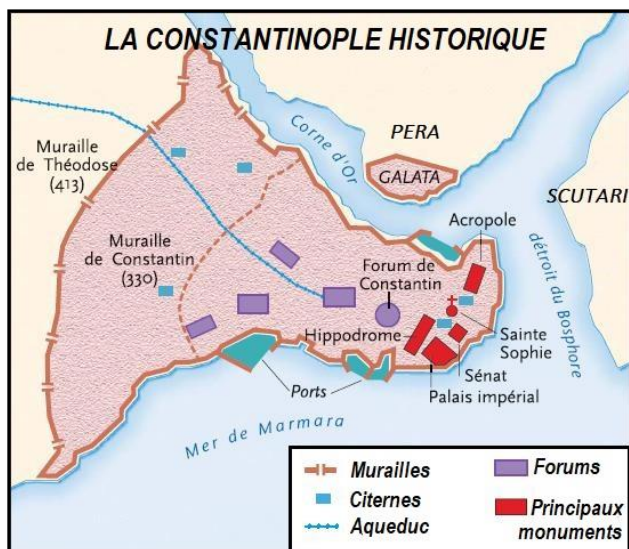 LA CONSTANTINOPLE HISTORIQUE
Corne d'Or
PERA
GALATA
SCUTARI
Muraille
de Théodose
(413)
Acropole
détroit du Bosphore
Muraille
de Constantin
(330)
Forum de
Constantin
Hippodrome
Sainte
Sophie
Sénat
Palais impérial
Ports
Mer de Marmara
Murailles
Citernes
Aqueduc
Forums
Principaux
monuments